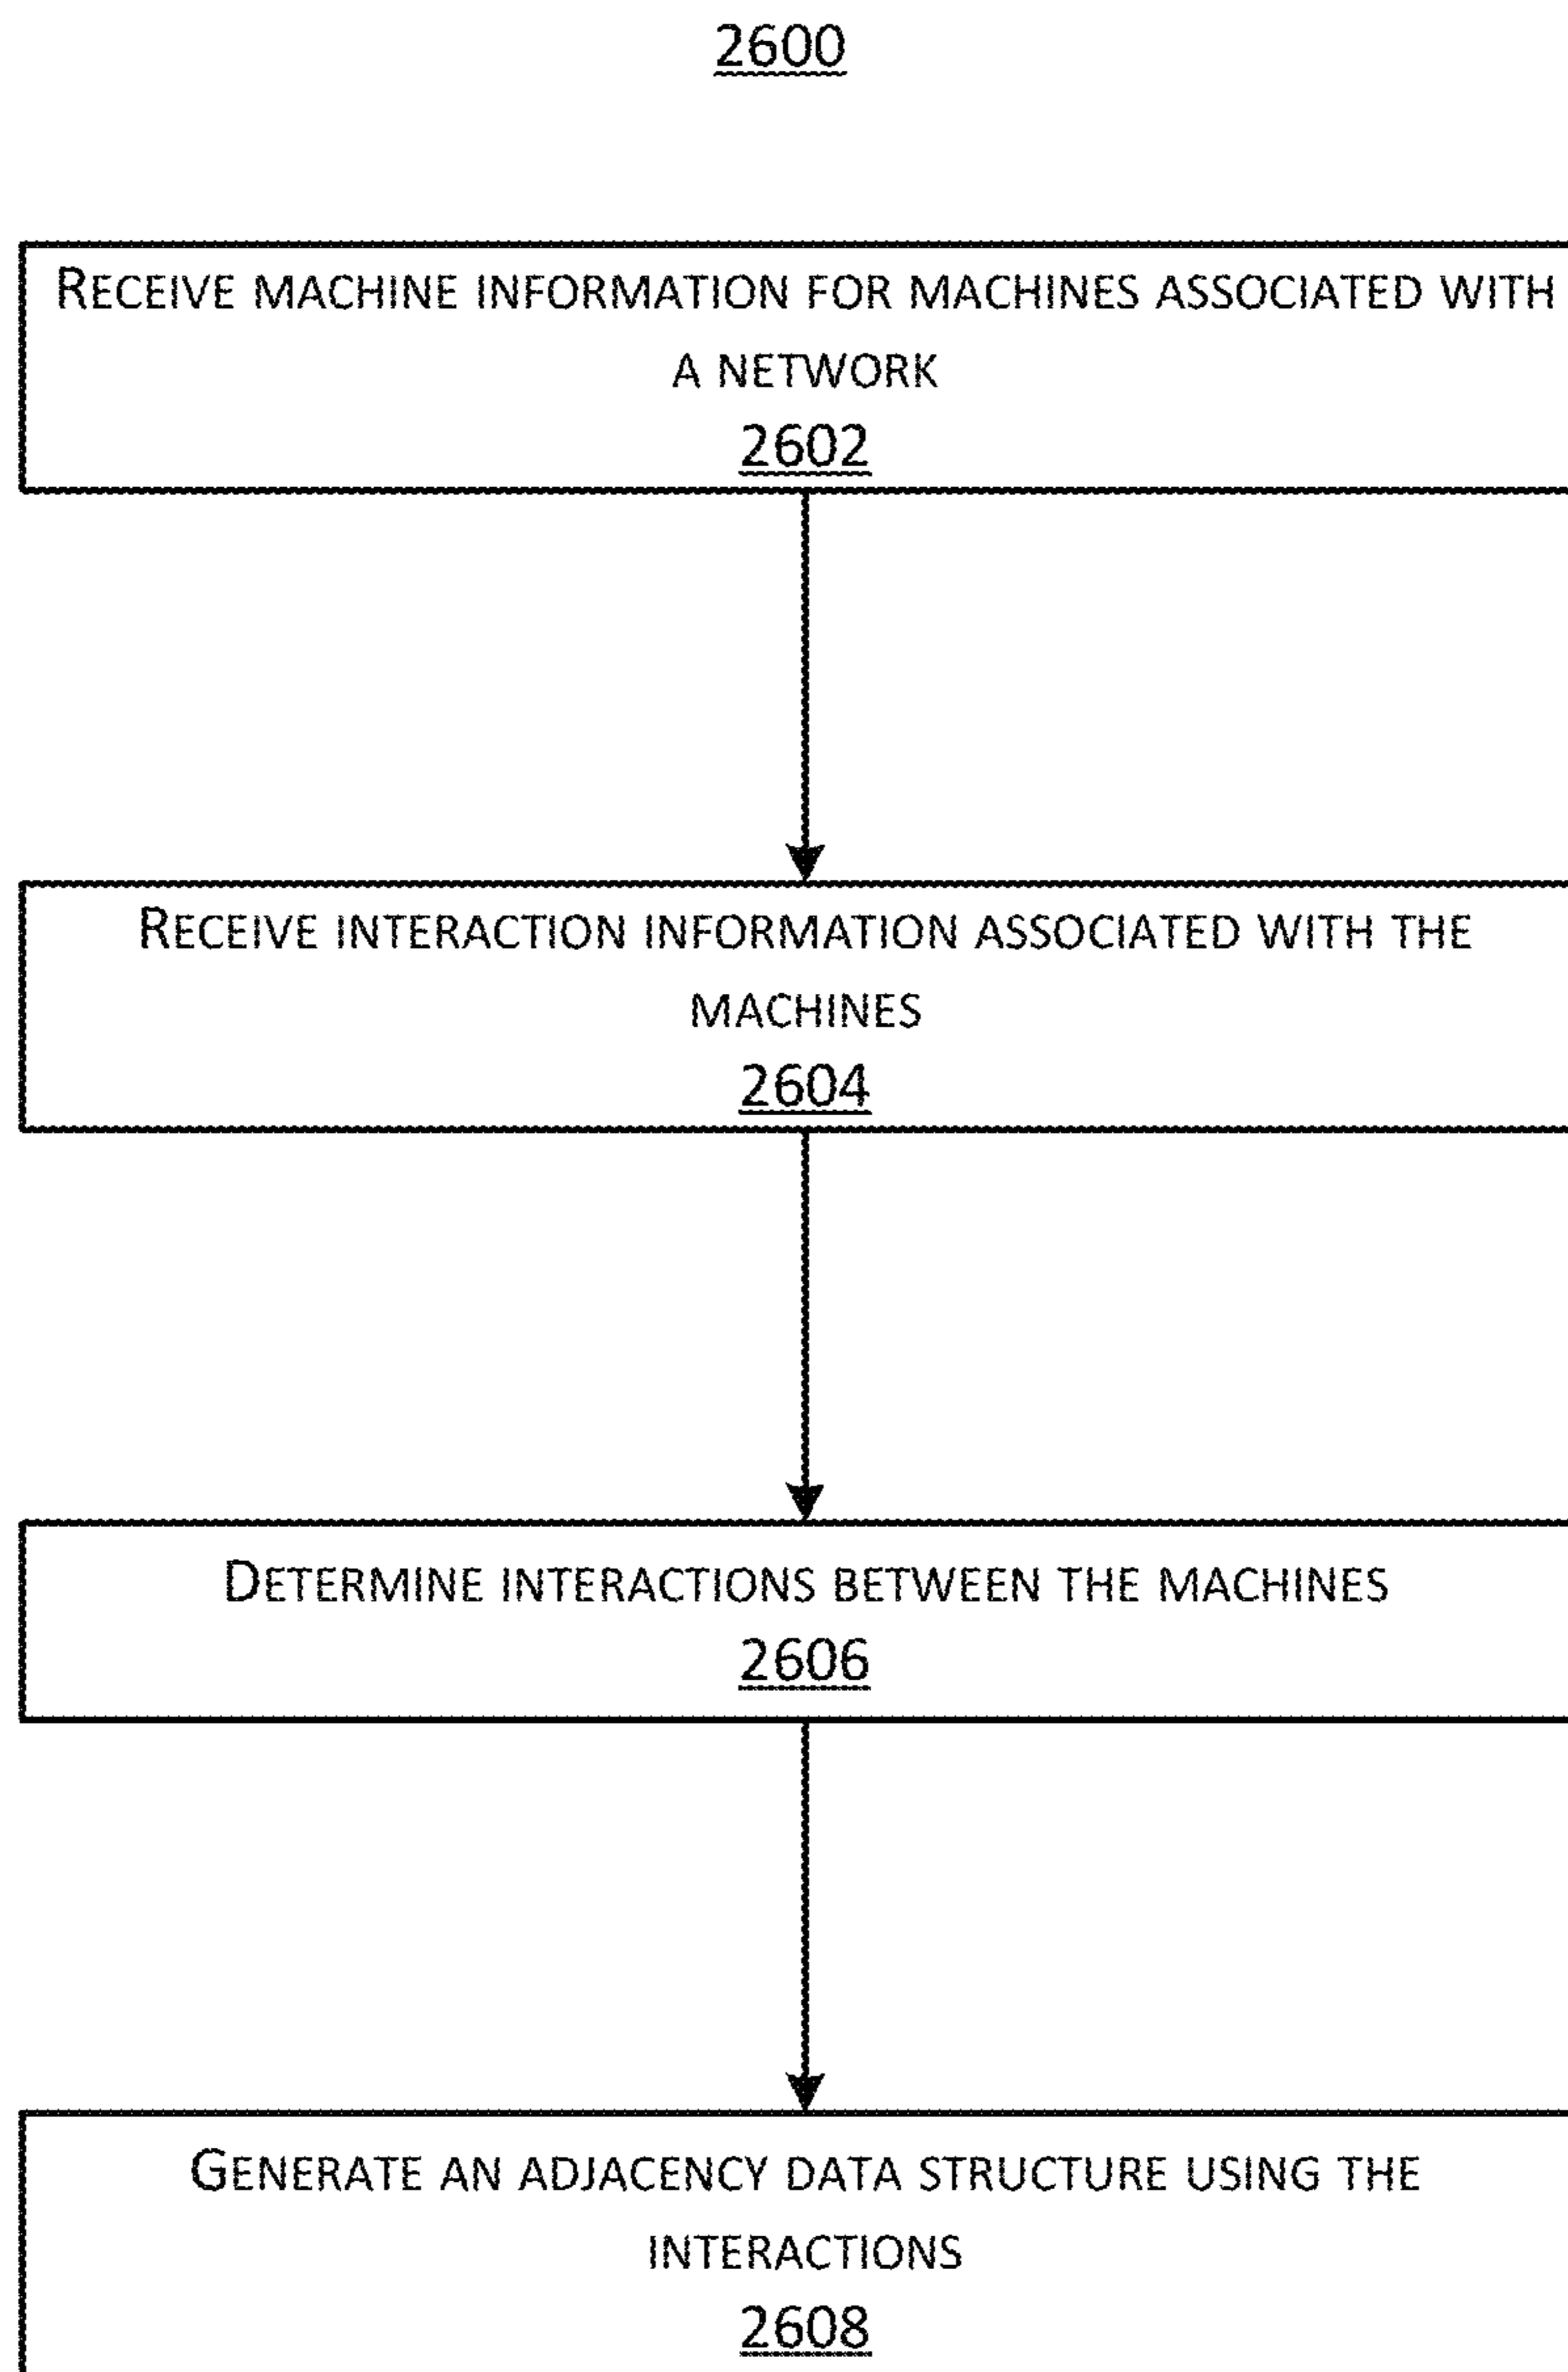 2600
RECEIVE MACHINE INFORMATION FOR MACHINES ASSOCIATED WITH
A NETWORK
2602
RECEIVE INTERACTION INFORMATION ASSOCIATED WITH THE
MACHINES
2604
DETERMINE INTERACTIONS BETWEEN THE MACHINES
2606
GENERATE AN ADJACENCY DATA STRUCTURE USING THE
INTERACTIONS
2608